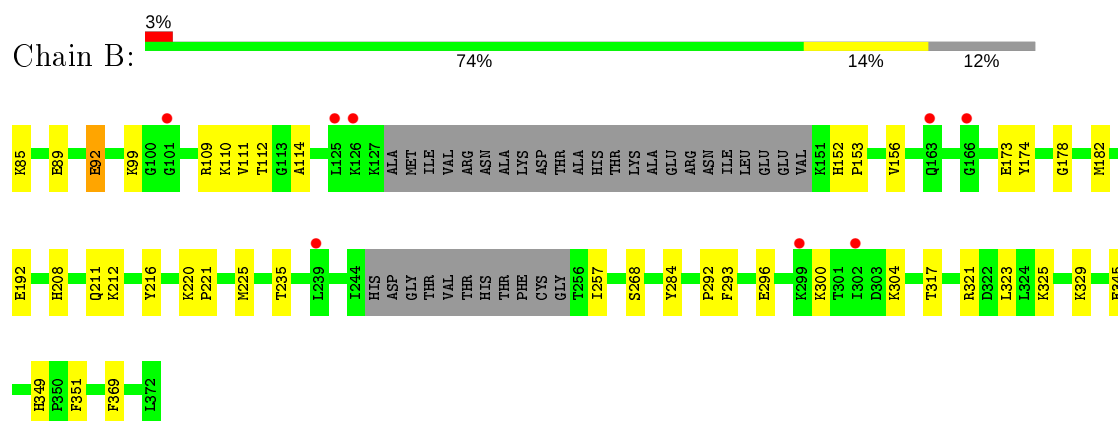 3%
Chain B:
74% 14% 12%
K85 E89 E92 K99 G100 G101 R109 K110 V111 T112 G113 A114 L125 K126 K127 ALA MET ILE VAL ARG ASN ALA LYS ASP THR ALA HIS THR LYS ALA GLU ARG ASN ILE LEU GLU GLU VAL K151 H152 P153 V156 Q163 G166 E173 Y174 G178 M182
E192 H208 Q211 K212 Y216 K220 P221 M225 T235 L239 I244 HIS ASP GLY THR VAL THR HIS THR PHE CYS GLY T256 I257 S268 Y284 P292 F293 E296 K299 K300 T301 I302 D303 K304 T317 R321 D322 L323 L324 K325 K329
H349 P350 F351 F369 L372